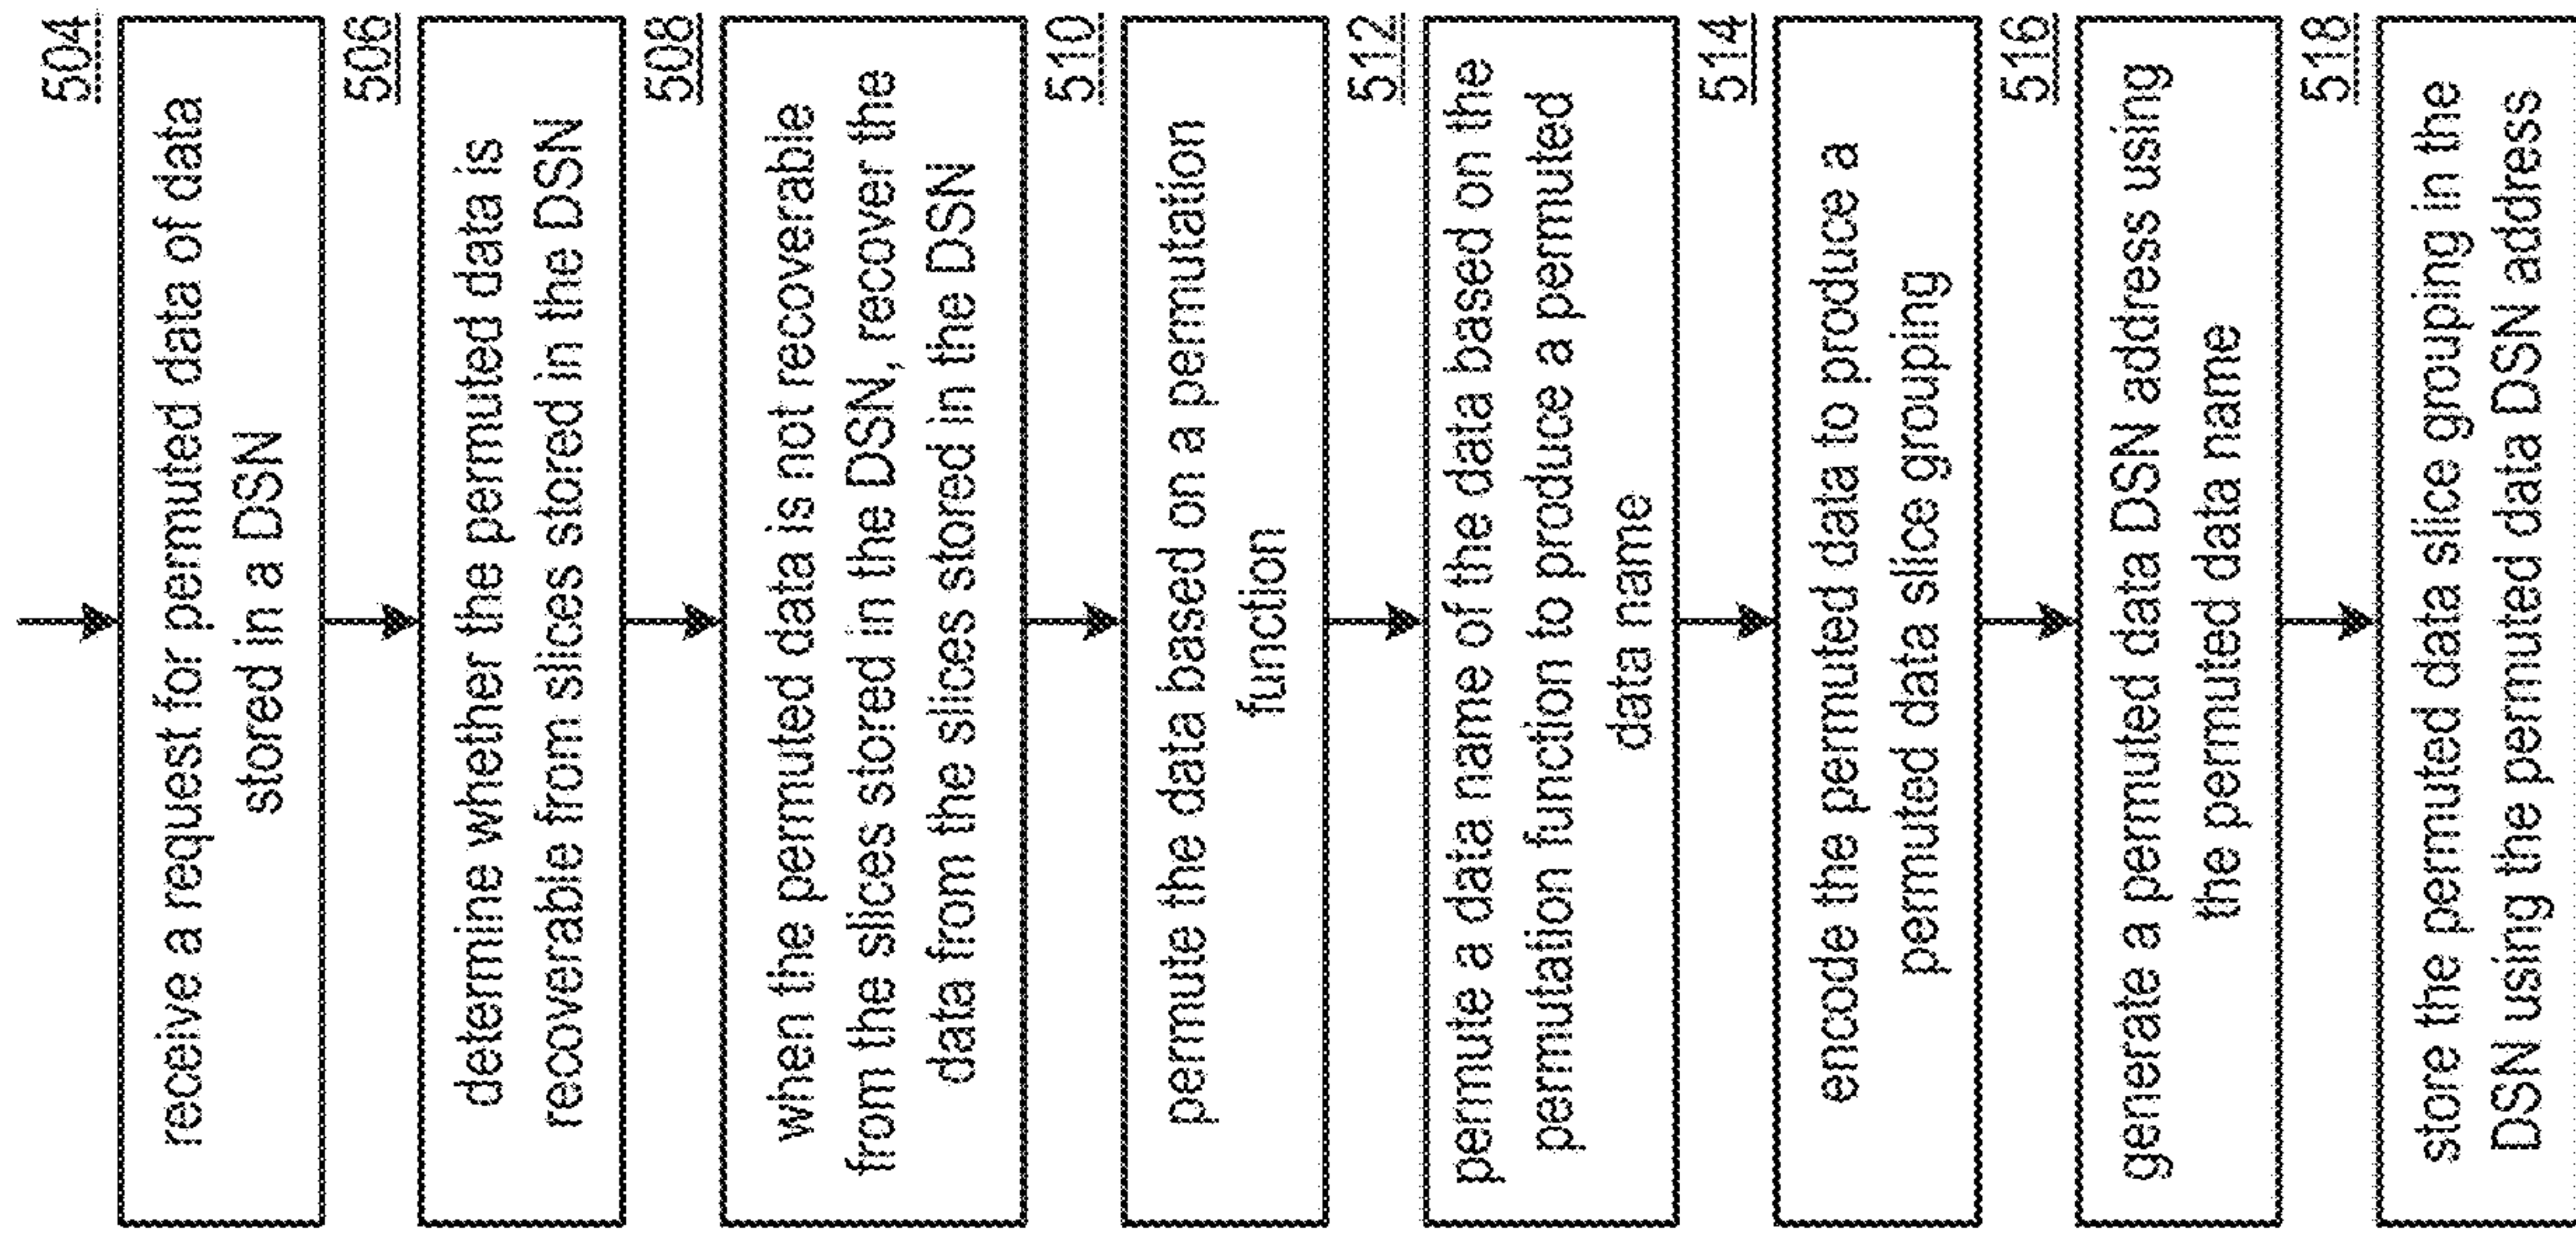 504
receive a request for permuted data of data
stored in a DSN
506
determine whether the permuted data is
recoverable from slices stored in the DSN
508
when the permuted data is not recoverable
from the slices stored in the DSN, recover the
data from the slices stored in the DSN
510
permute the data based on a permutation
function
512
permute a data name of the data based on the
permutation function to produce a permuted
data name
514
encode the permuted data to produce a
permuted data slice grouping
516
generate a permuted data DSN address using
the permuted data name
518
store the permuted data slice grouping in the
DSN using the permuted data DSN address